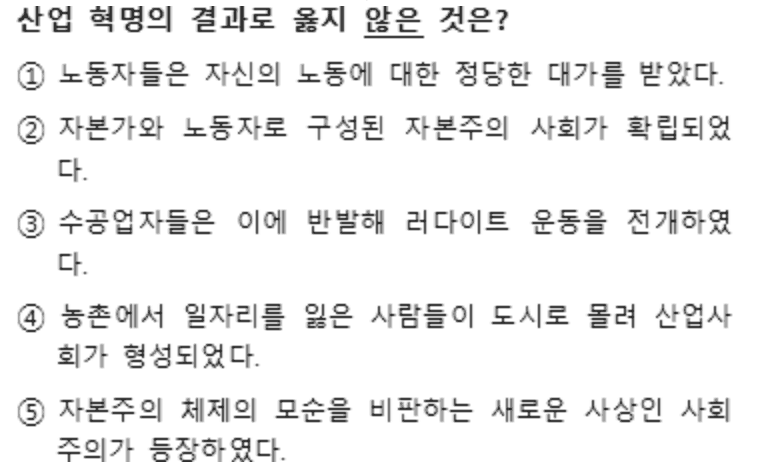 산업 혁명의 결과로 옳지 않은 것은?
① 노동자들은 자신의 노동에 대한 정당한 대가를 받았다.
② 자본가와 노동자로 구성된 자본주의 사회가 확립되었
다.
③ 수공업자들은 이에 반발해 러다이트 운동을 전개하였
다.
④ 농촌에서 일자리를 잃은 사람들이 도시로 몰려 산업사
회가 형성되었다.
⑤ 자본주의 체제의 모순을 비판하는 새로운 사상인 사회
주의가 등장하였다.